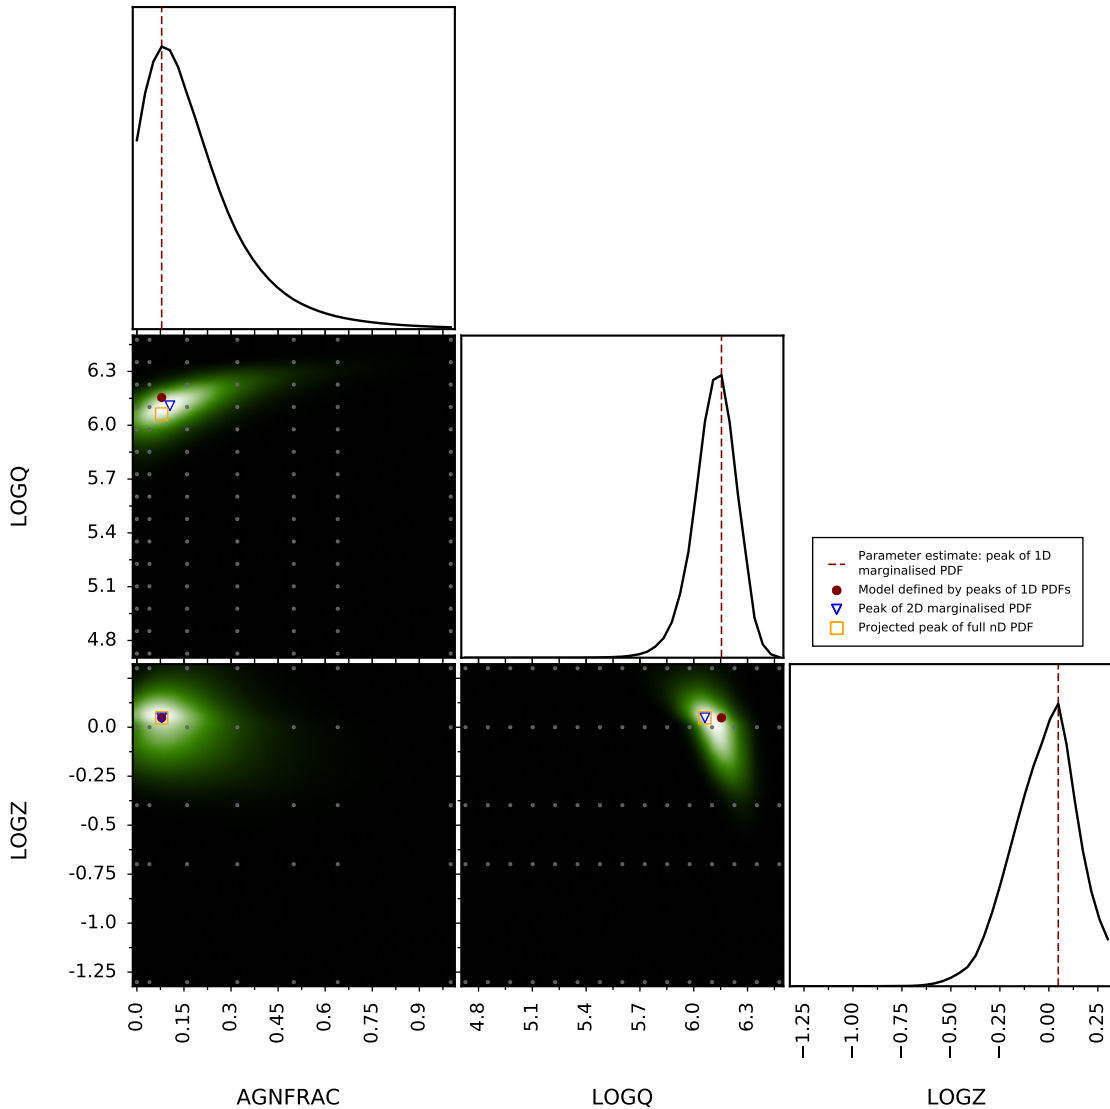 6.3
6.0
5.7
5.4
5.1
4.8
LOGQ
Parameter estimate: peak of 1D
marginalised PDF
Model defined by peaks of 1D PDFs
Peak of 2D marginalised PDF
Projected peak of full nD PDF
0.0
-0.25
-0.5
-0.75
-1.0
-1.25
LOGZ
0.0 0.15 0.3 0.45 0.6 0.75 0.9
4.8 5.1 5.4 5.7 6.0 6.3
−1.25 −1.00 −0.75 −0.50 −0.25 0.00 0.25
AGNFRAC LOGQ LOGZ